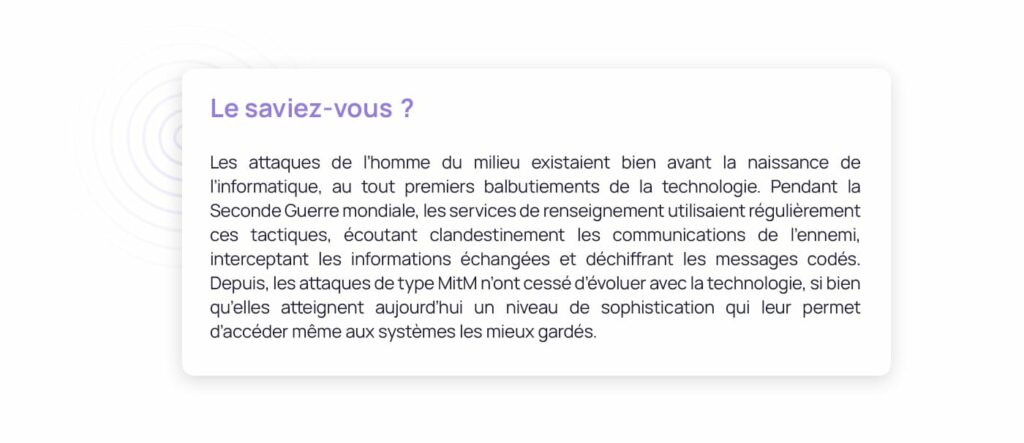 Le saviez-vous ?
Les attaques de l'homme du milieu existaient bien avant la naissance de
l'informatique, au tout premiers balbutiements de la technologie. Pendant la
Seconde Guerre mondiale, les services de renseignement utilisaient régulièrement
ces tactiques, écoutant clandestinement les communications de l'ennemi,
interceptant les informations échangées et déchiffrant les messages codés.
Depuis, les attaques de type MitM n'ont cessé d'évoluer avec la technologie, si bien
qu'elles atteignent aujourd'hui un niveau de sophistication qui leur permet
d'accéder même aux systèmes les mieux gardés.